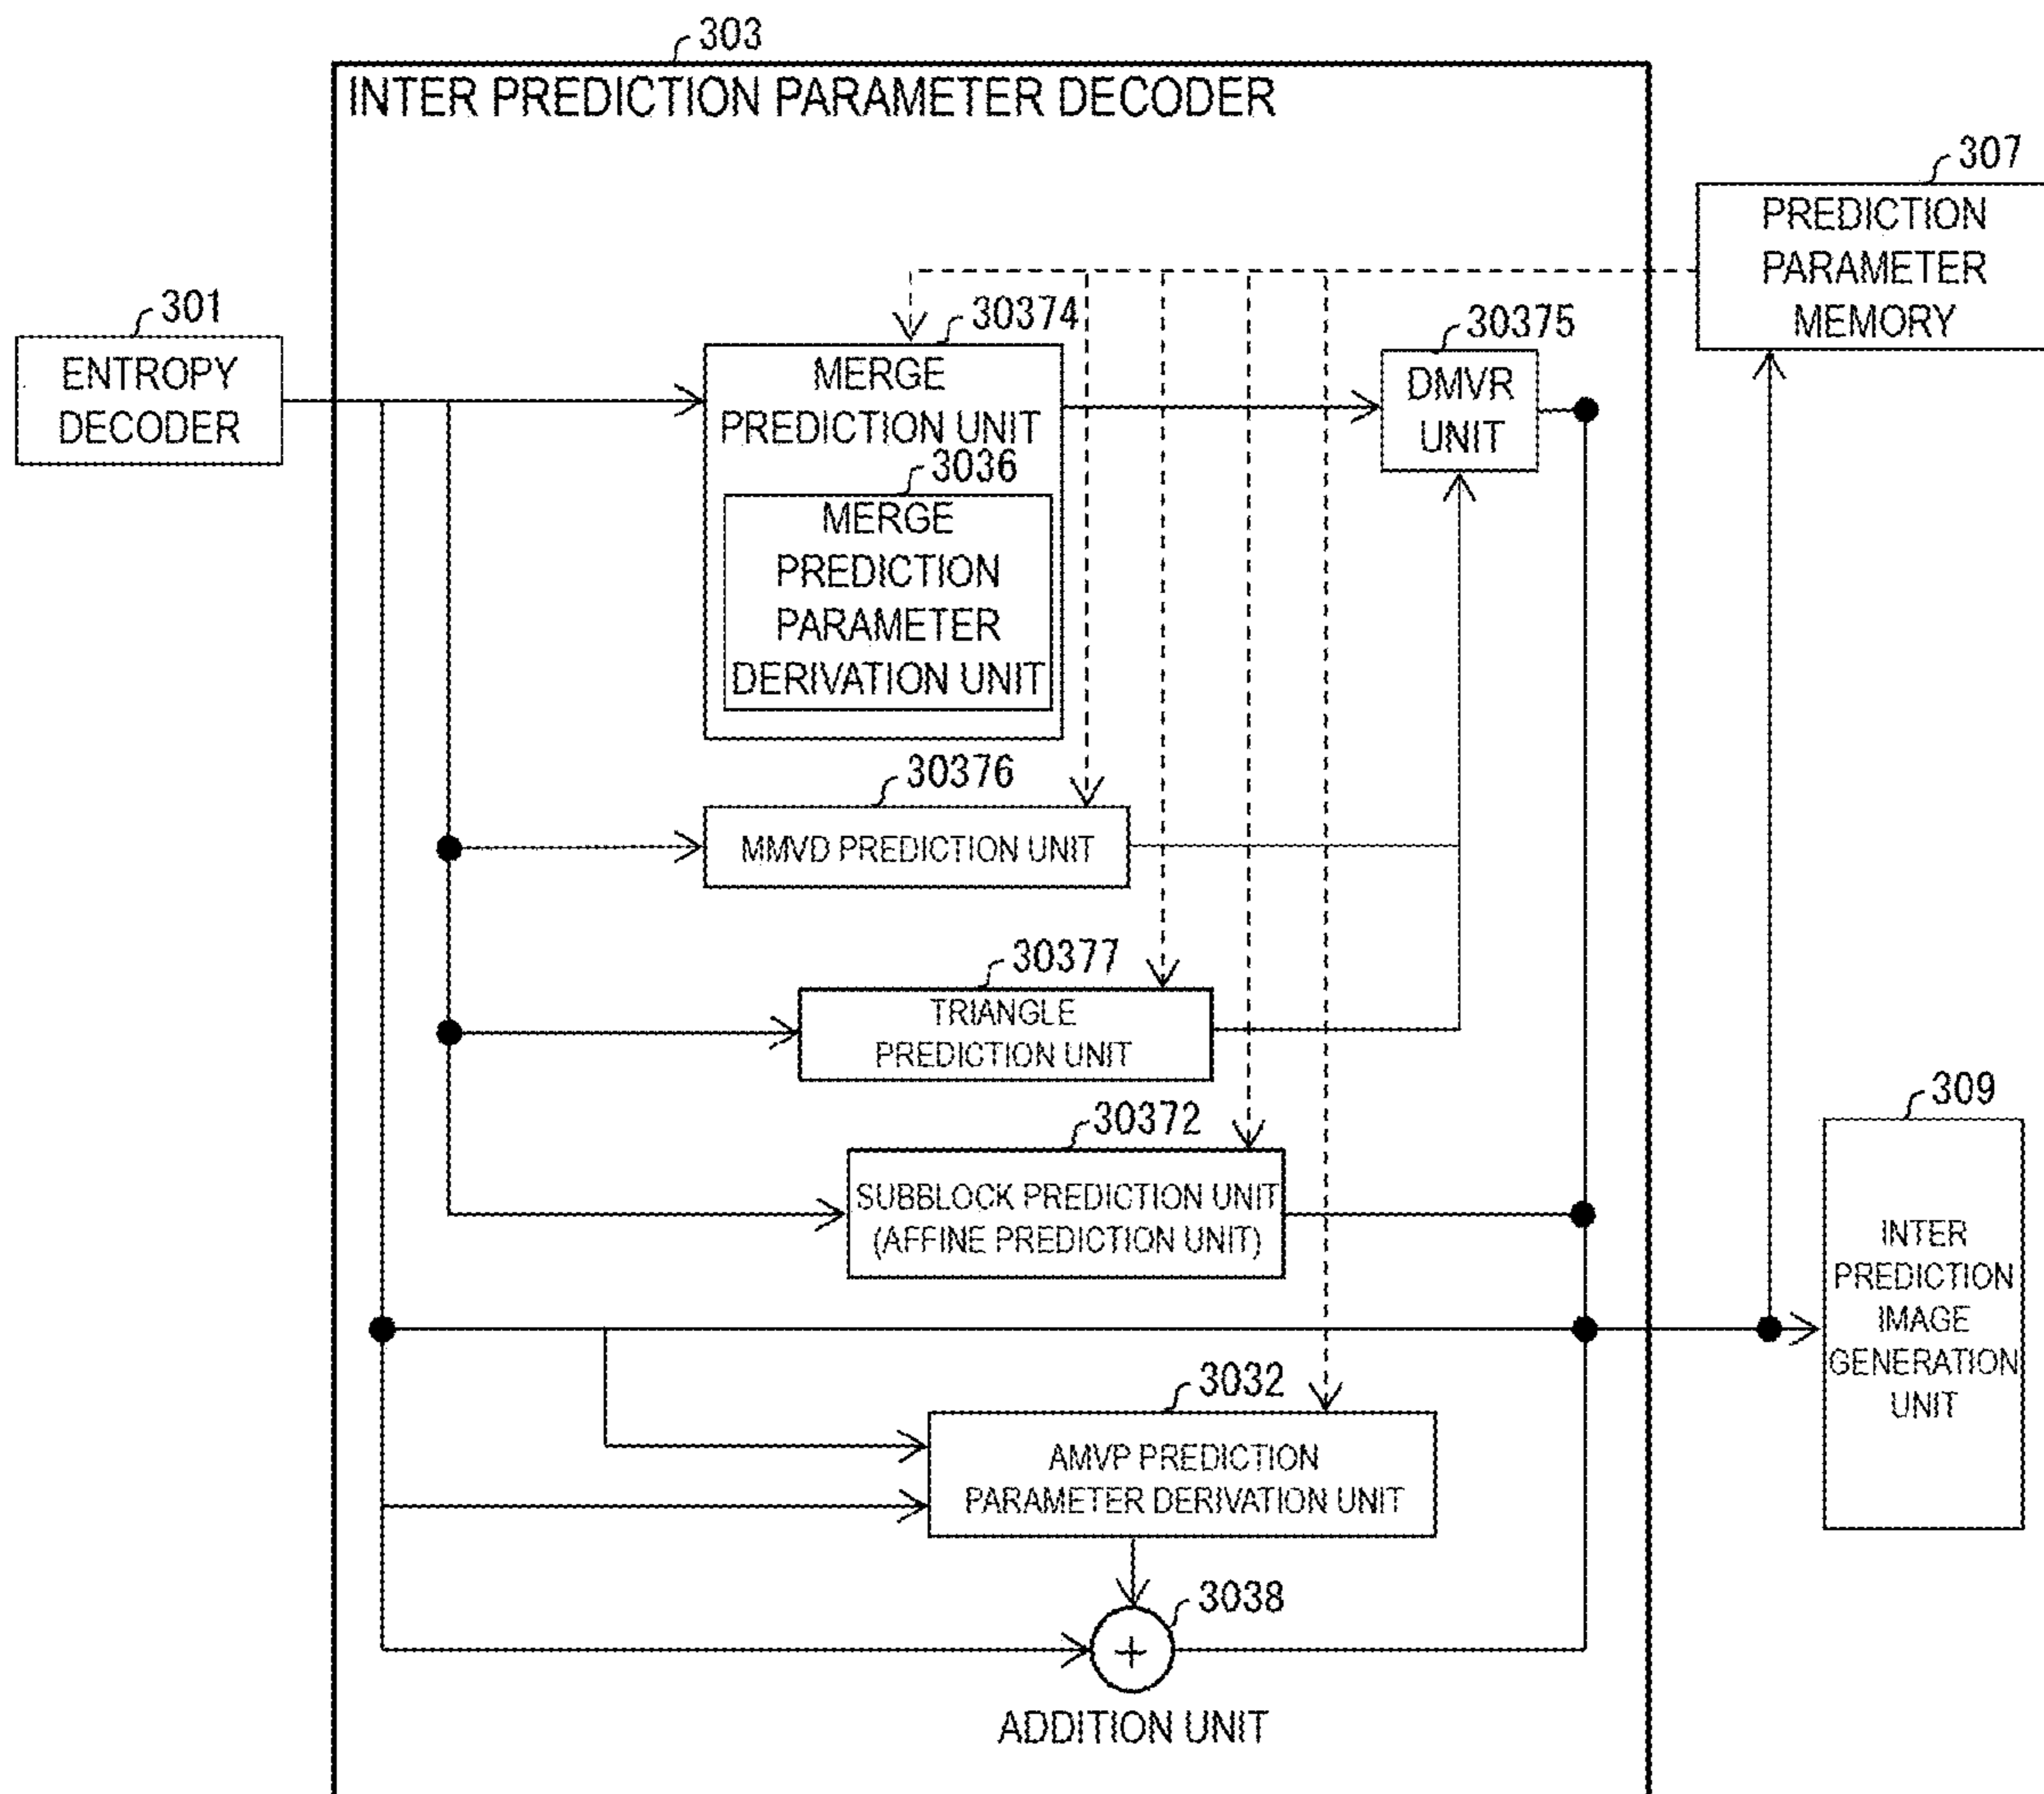 303
INTER PREDICTION PARAMETER DECODER
307
PREDICTION
PARAMETER
MEMORY
301
ENTROPY
DECODER
30374
MERGE
PREDICTION UNIT
3036
MERGE
PREDICTION
PARAMETER
DERIVATION UNIT
30375
DMVR
UNIT
30376
MMVD PREDICTION UNIT
30377
TRIANGLE
PREDICTION UNIT
30372
SUBBLOCK PREDICTION UNIT
(AFFINE PREDICTION UNIT)
309
INTER
PREDICTION
IMAGE
GENERATION
UNIT
3032
AMVP PREDICTION
PARAMETER DERIVATION UNIT
3038
+
ADDITION UNIT